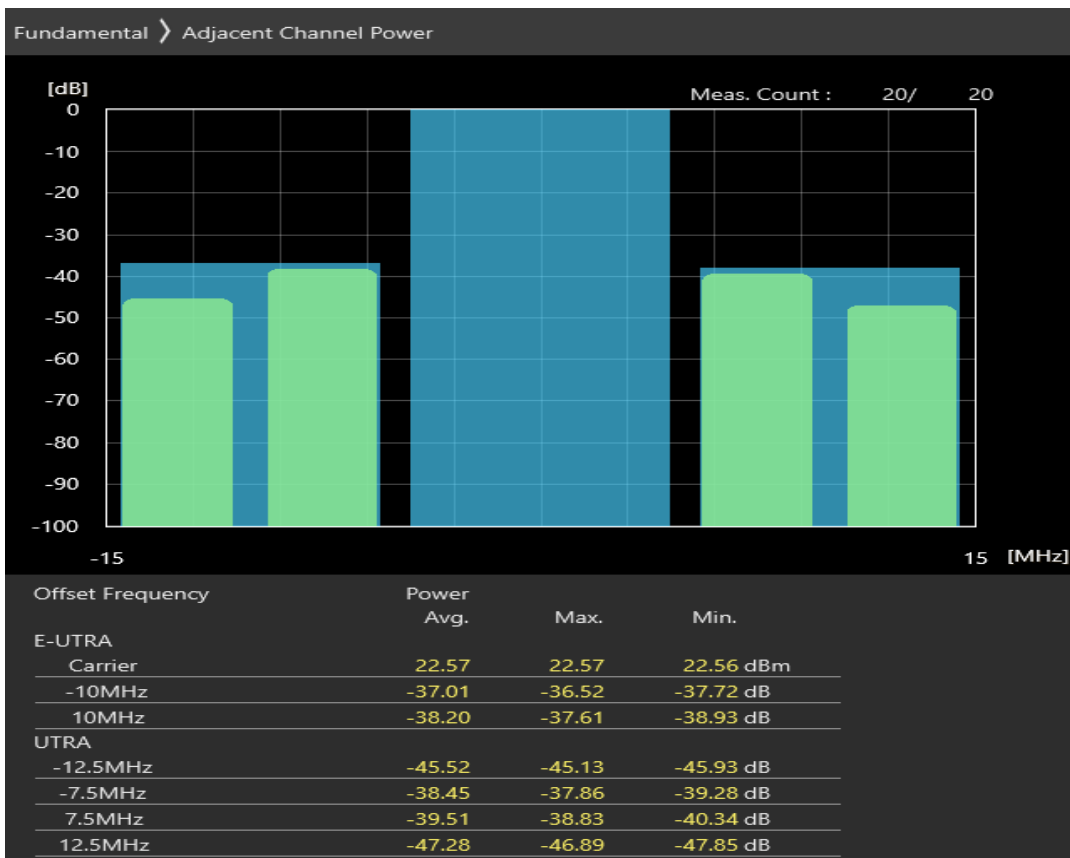 Fundamental 〉 Adjacent Channel Power
[dB]
Meas. Count : 20/ 20
0
-10
-20
-30
-40
-50
-60
-70
-80
-90
-100
-15 15 [MHz]
Offset Frequency Power
Avg. Max. Min.
E-UTRA
Carrier 22.57 22.57 22.56 dBm
-10MHz -37.01 -36.52 -37.72 dB
10MHz -38.20 -37.61 -38.93 dB
UTRA
-12.5MHz -45.52 -45.13 -45.93 dB
-7.5MHz -38.45 -37.86 -39.28 dB
7.5MHz -39.51 -38.83 -40.34 dB
12.5MHz -47.28 -46.89 -47.85 dB